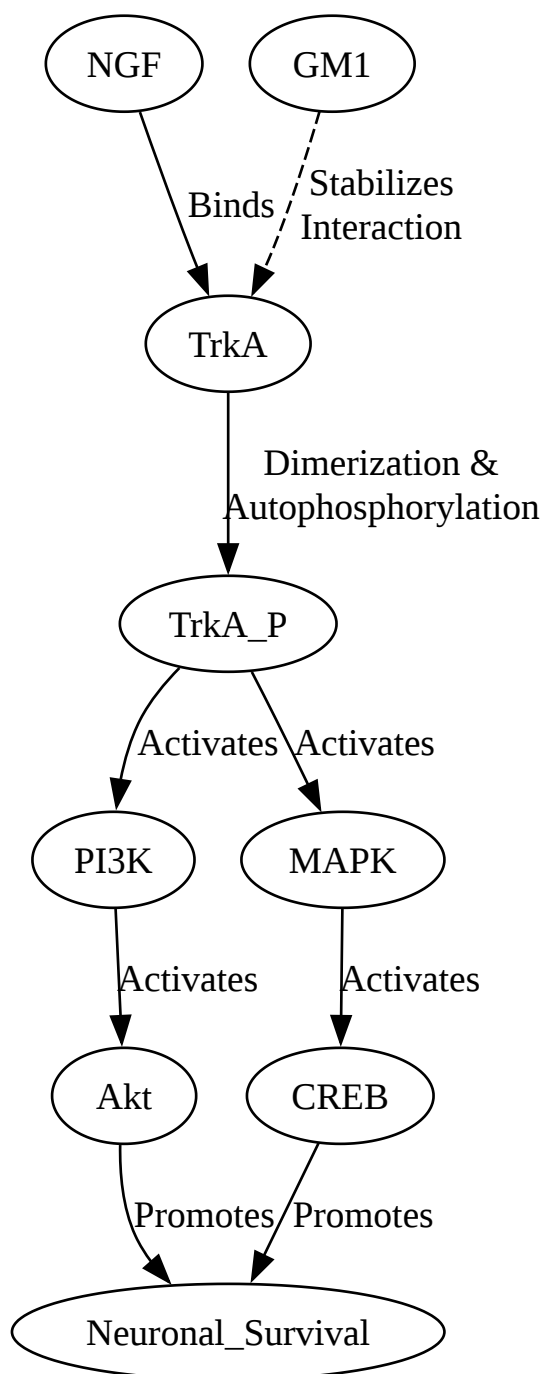 NGF
GM1
Binds
Stabilizes
Interaction
TrkA
Dimerization &
Autophosphorylation
TrkA_P
Activates
Activates
PI3K
MAPK
Activates
Activates
Akt
CREB
Promotes
Promotes
Neuronal_Survival